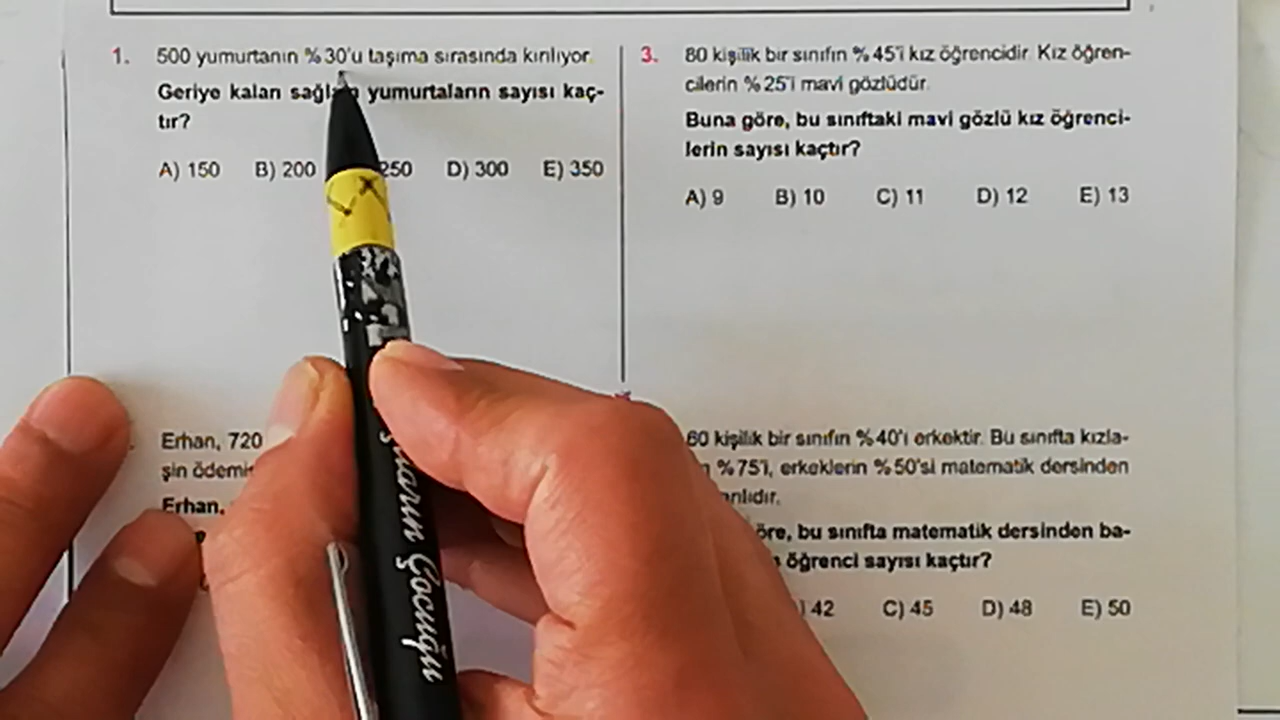 1. 500 yumurtanın % 30'u taşıma sırasında kırılıyor.
Geriye kalan yumurtaların sayısı kaç-
tır?
A) 150 B) 200 250 D) 300 E) 350
Erhan, 720
şin ödemiş
Erhan,
3. 80 kişilik bir sınıfın % 45'i kız öğrencidir. Kız öğren-
cilerin % 25'i mavi gözlüdür.
Buna göre, bu sınıftaki mavi gözlü kız öğrenci-
lerin sayısı kaçtır?
A) 9 B) 10 C) 11 D) 12 E) 13
60 kişilik bir sınıfın % 40'ı erkektir. Bu sınıfta kızla-
% 75'i, erkeklerin % 50'si matematik dersinden
öre, bu sınıfta matematik dersinden ba-
öğrenci sayısı kaçtır?
42 C) 45 D) 48 E) 50
Çocuğu